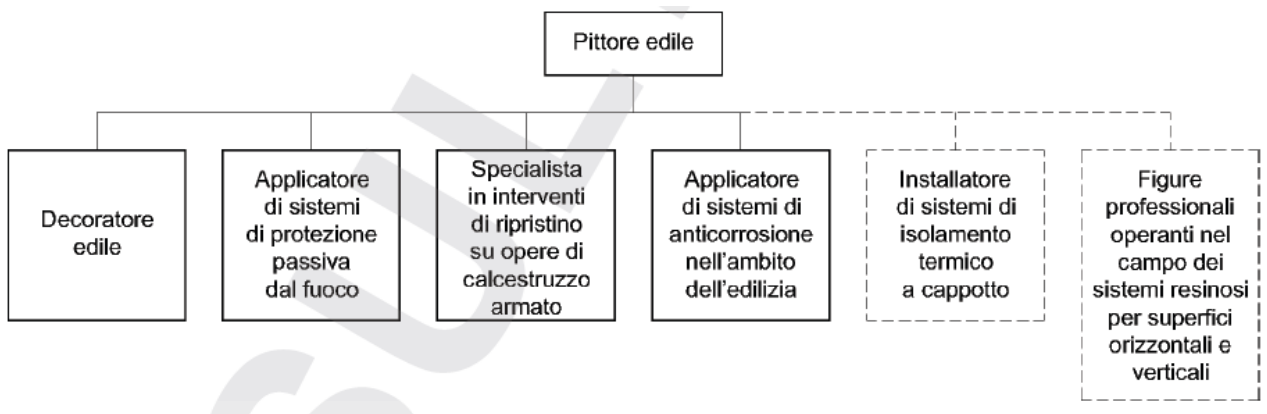 Pittore edile
Decoratore
edile
Applicatore
di sistemi
di protezione
passiva
dal fuoco
Specialista
in interventi
di ripristino
su opere di
calcestruzzo
armato
Applicatore
di sistemi di
anticorrosione
nell'ambito
dell'edilizia
Installatore
di sistemi di
isolamento
termico
a cappotto
Figure
professionali
operanti nel
campo dei
sistemi resinosi
per superfici
orizzontali e
verticali